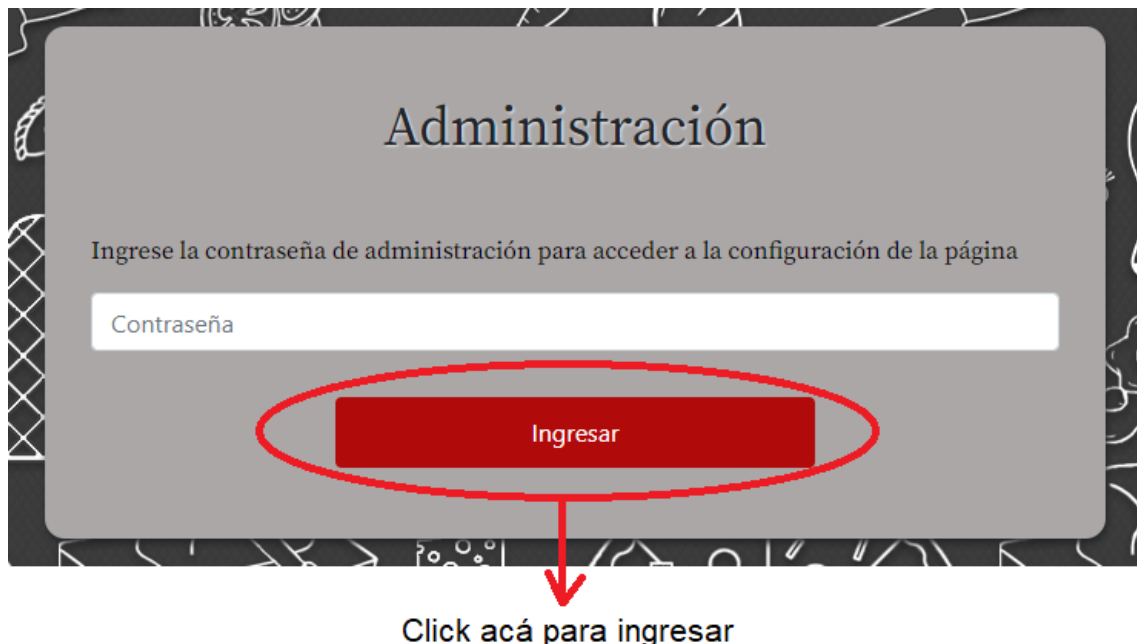 Administración
Ingrese la contraseña de administración para acceder a la configuración de la página
Contraseña
Ingresar
Click acá para ingresar